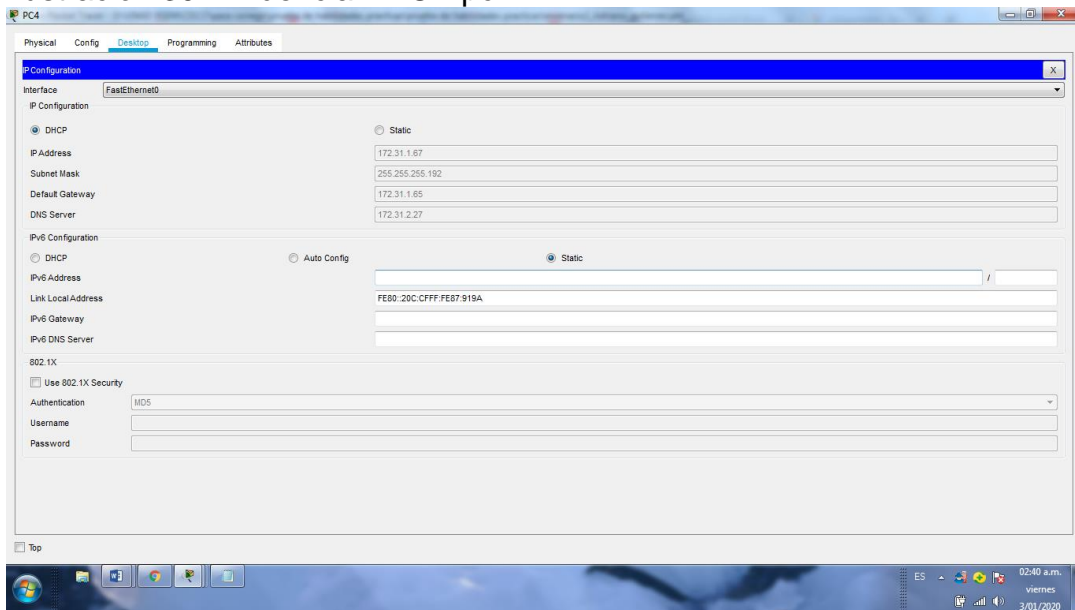 PC4
Physical Config Desktop Programming Attributes
IP Configuration X
Interface FastEthernet0
IP Configuration
DHCP Static
IP Address 172.31.1.67
Subnet Mask 255.255.255.192
Default Gateway 172.31.1.65
DNS Server 172.31.2.27
IPv6 Configuration
DHCP Auto Config Static
IPv6 Address /
Link Local Address FE80::20C:CFFF:FE87:919A
IPv6 Gateway
IPv6 DNS Server
802.1X
Use 802.1X Security
Authentication MD5
Username
Password
Top
ES 02:40 a.m.
viernes
3/01/2020